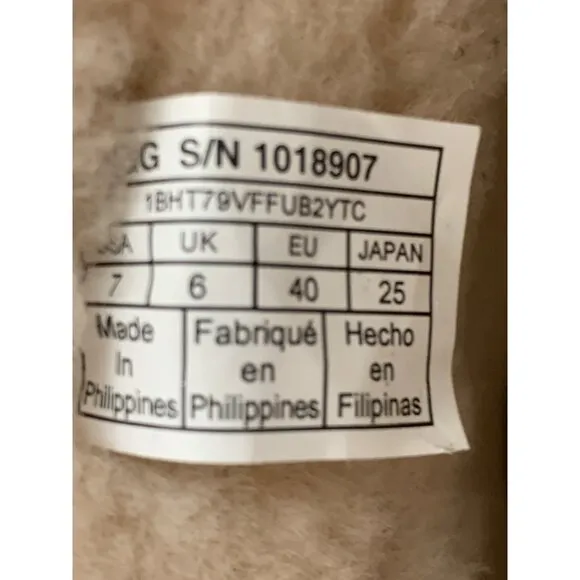 G S/N 1018907
1BHT79VFFUB2YTC
UK EU JAPAN
7 6 40 25
Made Fabriqué Hecho
In en en
Philippines Philippines Filipinas